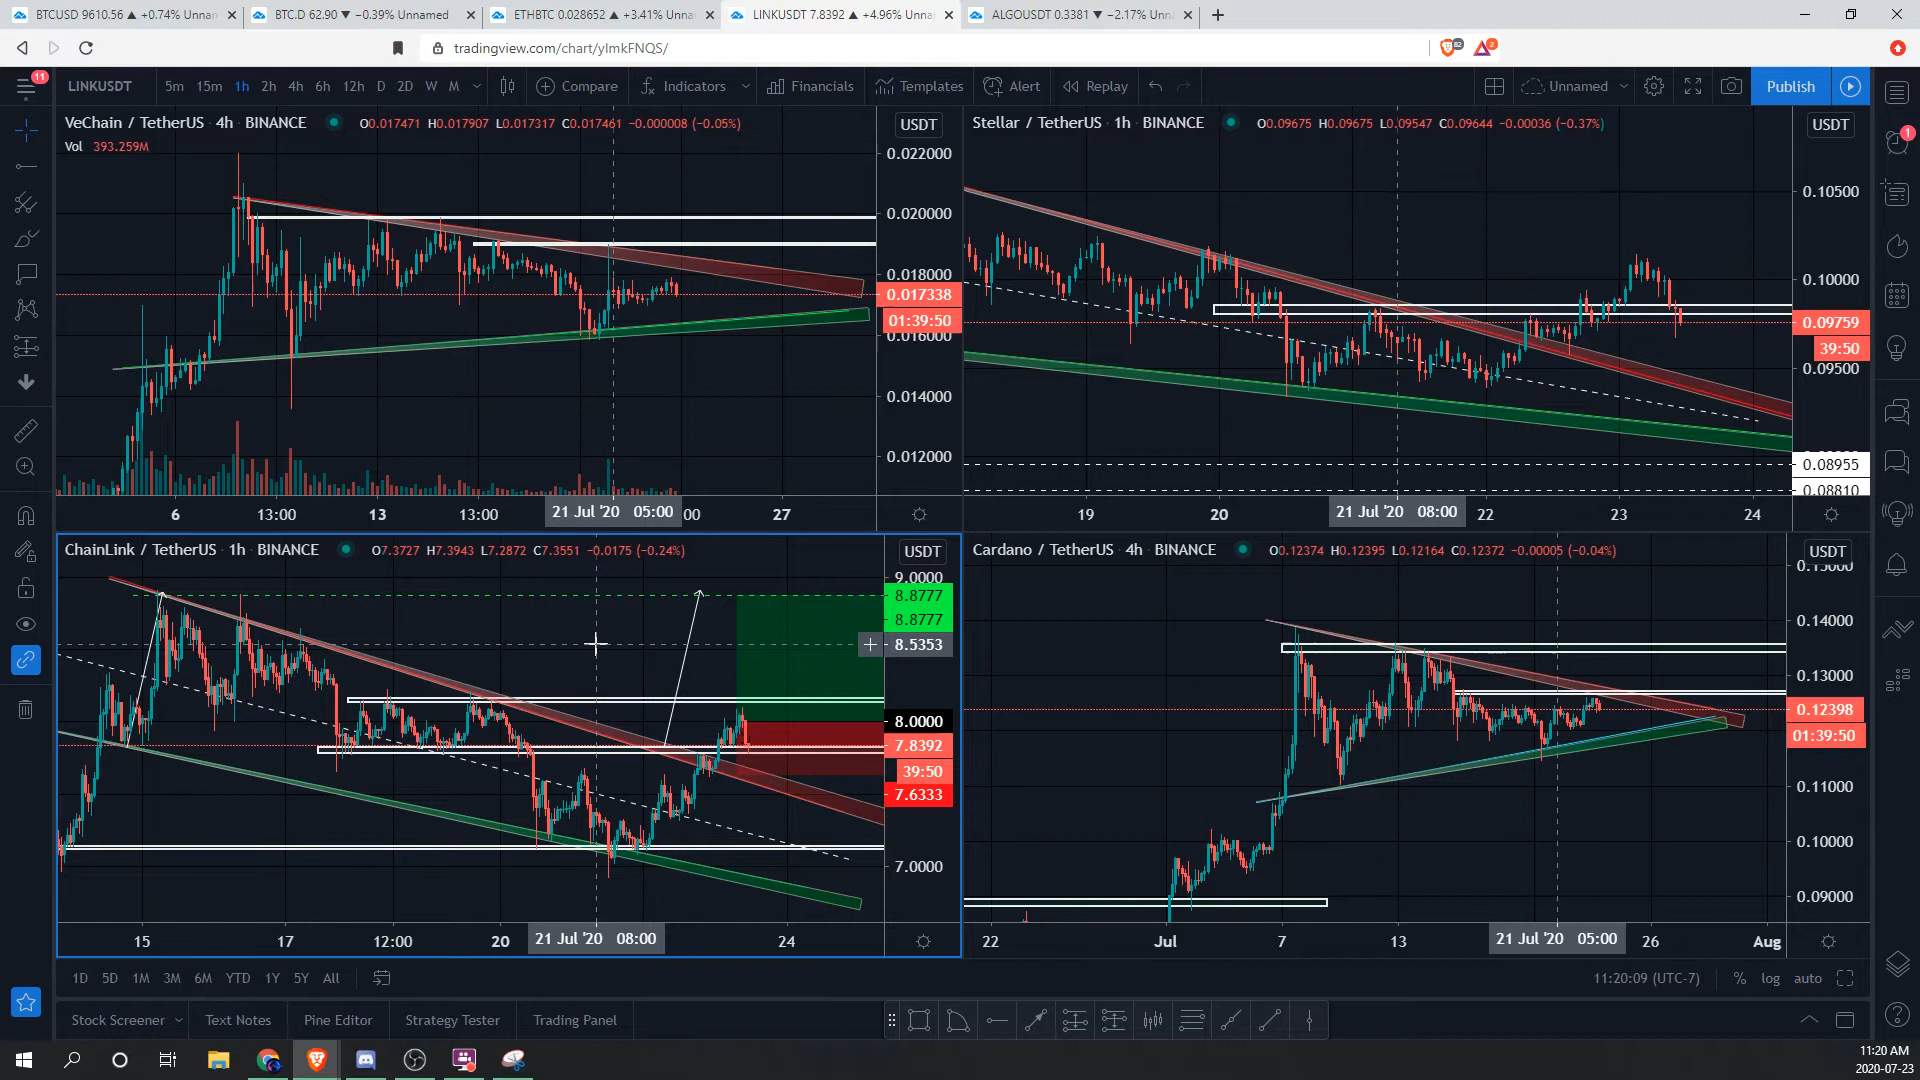 BTCUSD 9610.56 ▲ +0.74% Unnan
BTC.D 62.90 ▼ −0.39% Unnamed
ETHBTC 0.028652 ▲ +3.41% Unna
LINKUSDT 7.8392 ▲ +4.96% Unna
ALGOUSDT 0.3381 ▼ −2.17% Unn
tradingview.com/chart/ylmkFNQS/
82
2
11
LINKUSDT 5m 15m 1h 2h 4h 6h 12h D 2D W M Compare Indicators Financials Templates Alert Replay Unnamed Publish
VeChain / TetherUS 4h BINANCE O0.017471 H0.017907 L0.017317 C0.017461 −0.000008 (−0.05%)
USDT
Vol 393.259M
0.022000
0.020000
0.018000
0.017338
01:39:50
0.016000
0.014000
0.012000
6 13:00 13 13:00 21 Jul '20 05:00 00 27
Stellar / TetherUS 1h BINANCE O0.09675 H0.09675 L0.09547 C0.09644 −0.00036 (−0.37%)
USDT
1
0.10500
0.10000
0.09759
39:50
0.09500
0.08955
0.08810
19 20 21 Jul '20 08:00 22 23 24
ChainLink / TetherUS 1h BINANCE O7.3727 H7.3943 L7.2872 C7.3551 −0.0175 (−0.24%)
USDT
9.0000
8.8777
8.8777
8.5353
8.0000
7.8392
39:50
7.6333
7.0000
15 17 12:00 20 21 Jul '20 08:00 24
Cardano / TetherUS 4h BINANCE O0.12374 H0.12395 L0.12164 C0.12372 −0.00005 (−0.04%)
USDT
0.15000
0.14000
0.13000
0.12398
01:39:50
0.11000
0.10000
0.09000
22 Jul 7 13 21 Jul '20 05:00 26 Aug
1D 5D 1M 3M 6M YTD 1Y 5Y All
11:20:09 (UTC-7) % log auto
Stock Screener Text Notes Pine Editor Strategy Tester Trading Panel
11:20 AM
2020-07-23